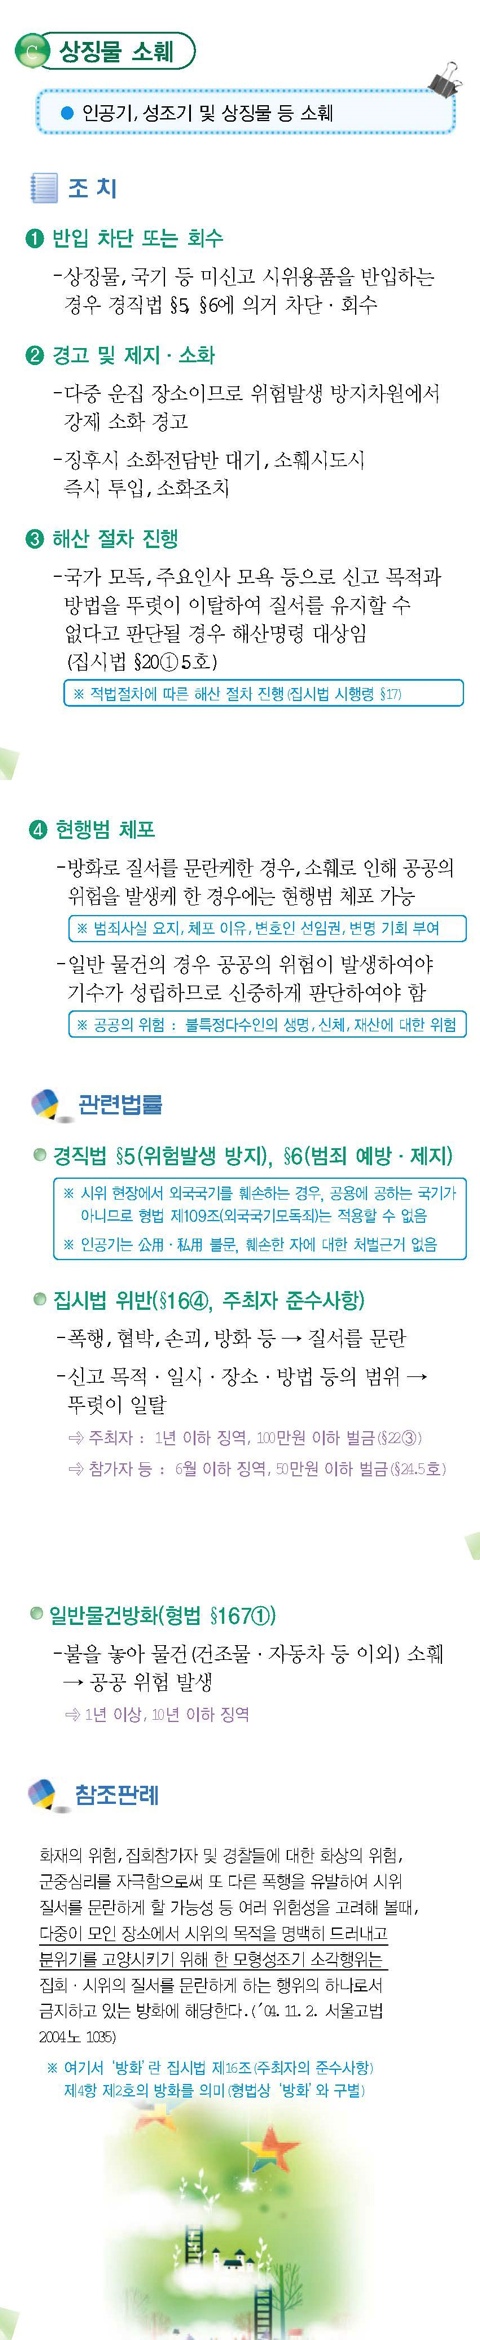 C 상징물 소훼
● 인공기, 성조기 및 상징물 등 소훼
조 치
❶ 반입 차단 또는 회수
-상징물, 국기 등 미신고 시위용품을 반입하는
경우 경직법 §5, §6에 의거 차단·회수
❷ 경고 및 제지·소화
-다중 운집 장소이므로 위험발생 방지차원에서
강제 소화 경고
-징후시 소화전담반 대기, 소훼시도시
즉시 투입, 소화조치
❸ 해산 절차 진행
-국가 모독, 주요인사 모욕 등으로 신고 목적과
방법을 뚜렷이 이탈하여 질서를 유지할 수
없다고 판단될 경우 해산명령 대상임
(집시법 §20①.5호)
※ 적법절차에 따른 해산 절차 진행(집시법 시행령 §17)
❹ 현행범 체포
-방화로 질서를 문란케한 경우, 소훼로 인해 공공의
위험을 발생케 한 경우에는 현행범 체포 가능
※ 범죄사실 요지, 체포 이유, 변호인 선임권, 변명 기회 부여
-일반 물건의 경우 공공의 위험이 발생하여야
기수가 성립하므로 신중하게 판단하여야 함
※ 공공의 위험 : 불특정다수인의 생명, 신체, 재산에 대한 위험
관련법률
경직법 §5(위험발생 방지), §6(범죄 예방·제지)
※ 시위 현장에서 외국국기를 훼손하는 경우, 공용에 공하는 국기가
아니므로 형법 제109조(외국국기모독죄)는 적용할 수 없음
※ 인공기는 公用·私用 불문, 훼손한 자에 대한 처벌근거 없음
집시법 위반(§16④, 주최자 준수사항)
-폭행, 협박, 손괴, 방화 등 → 질서를 문란
-신고 목적·일시·장소·방법 등의 범위 →
뚜렷이 일탈
⇨ 주최자 : 1년 이하 징역, 100만원 이하 벌금(§22③)
⇨ 참가자 등 : 6월 이하 징역, 50만원 이하 벌금(§24.5호)
일반물건방화(형법 §167①)
-불을 놓아 물건(건조물·자동차 등 이외) 소훼
→ 공공 위험 발생
⇨ 1년 이상, 10년 이하 징역
참조판례
화재의 위험, 집회참가자 및 경찰들에 대한 화상의 위험,
군중심리를 자극함으로써 또 다른 폭행을 유발하여 시위
질서를 문란하게 할 가능성 등 여러 위험성을 고려해 볼때,
다중이 모인 장소에서 시위의 목적을 명백히 드러내고
분위기를 고양시키기 위해 한 모형성조기 소각행위는
집회·시위의 질서를 문란하게 하는 행위의 하나로서
금지하고 있는 방화에 해당한다.('04. 11. 2. 서울고법
2004노 1035)
※ 여기서 '방화'란 집시법 제16조(주최자의 준수사항)
제4항 제2호의 방화를 의미(형법상 '방화'와 구별)